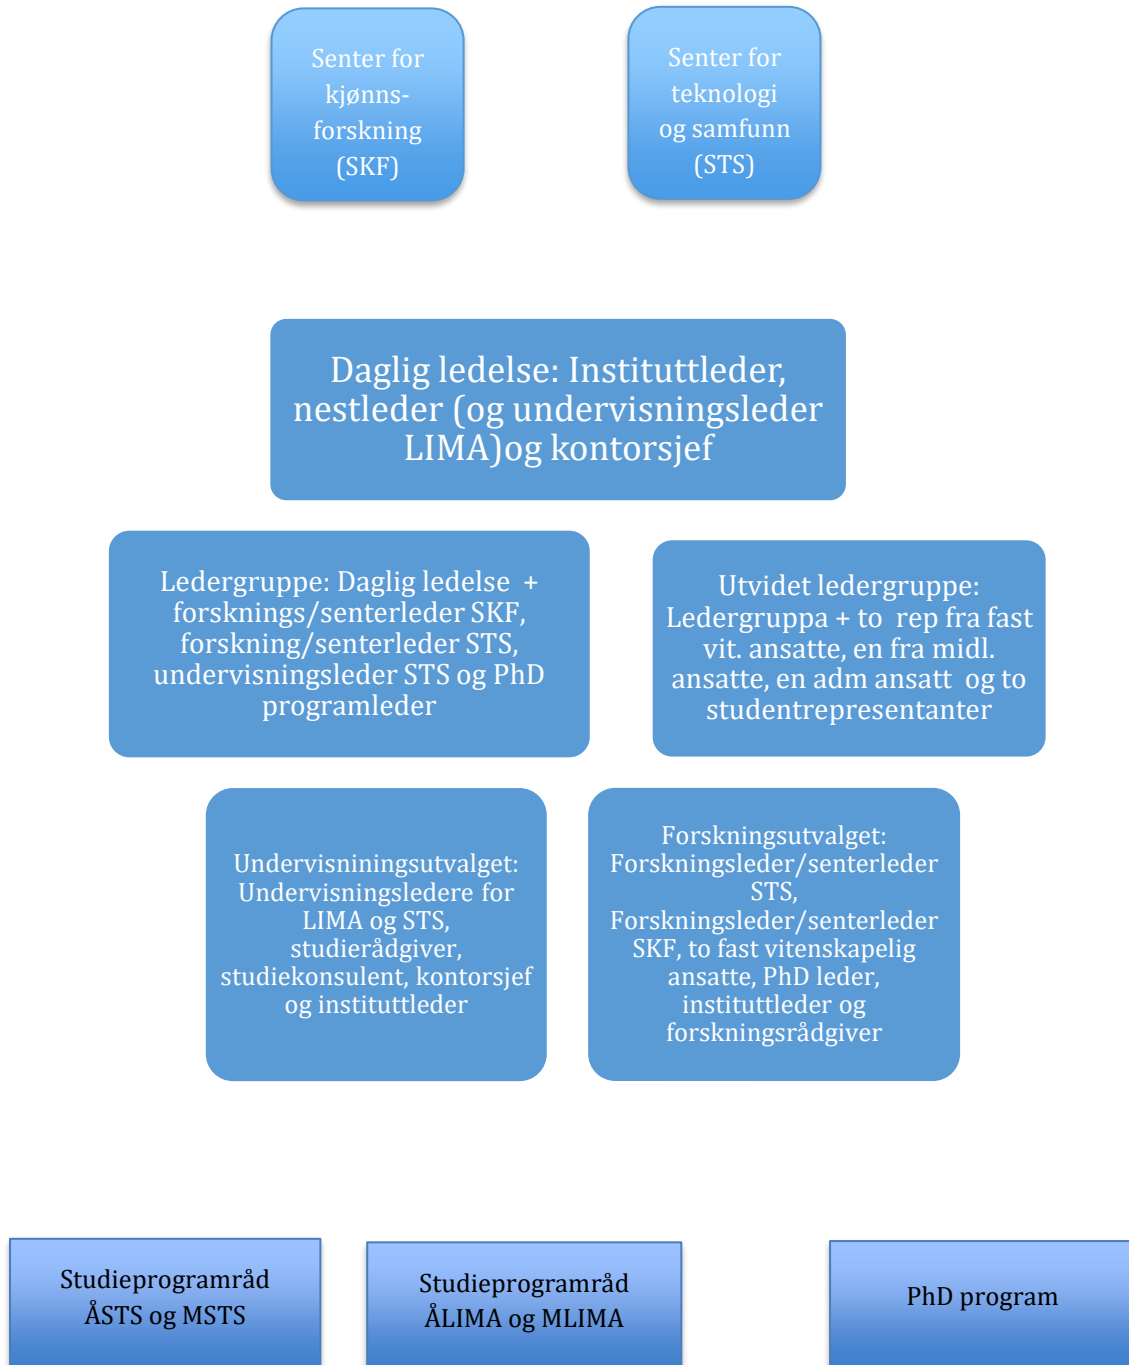 Senter for
kjønns-
forskning
(SKF)
Senter for
teknologi
og samfunn
(STS)
Daglig ledelse: Instituttleder,
nestleder (og undervisningsleder
LIMA)og kontorsjef
Ledergruppe: Daglig ledelse  +
forsknings/senterleder SKF,
forskning/senterleder STS,
undervisningsleder STS og PhD
programleder
Utvidet ledergruppe:
Ledergruppa + to  rep fra fast
vit. ansatte, en fra midl.
ansatte, en adm ansatt  og to
studentrepresentanter
Undervisniningsutvalget:
Undervisningsledere for
LIMA og STS,
studierådgiver,
studiekonsulent, kontorsjef
og instituttleder
Forskningsutvalget:
Forskningsleder/senterleder
STS,
Forskningsleder/senterleder
SKF, to fast vitenskapelig
ansatte, PhD leder,
instituttleder og
forskningsrådgiver
Studieprogramråd
ÅSTS og MSTS
Studieprogramråd
ÅLIMA og MLIMA
PhD program